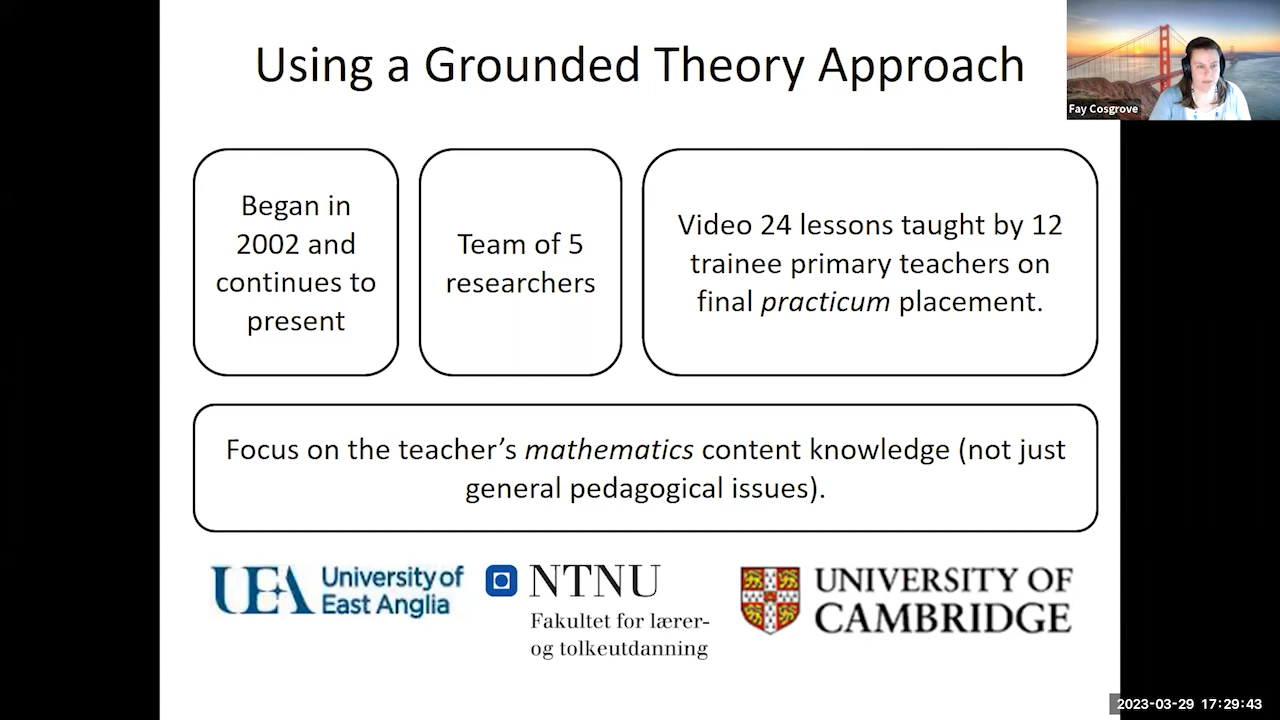 Using a Grounded Theory Approach
Fay Cosgrove
Began in
2002 and
continues to
present
Team of 5
researchers
Video 24 lessons taught by 12
trainee primary teachers on
final practicum placement.
Focus on the teacher’s mathematics content knowledge (not just
general pedagogical issues).
UEA
University of
East Anglia
NTNU
Fakultet for lærer-
og tolkeutdanning
UNIVERSITY OF
CAMBRIDGE
2023-03-29 17:29:43